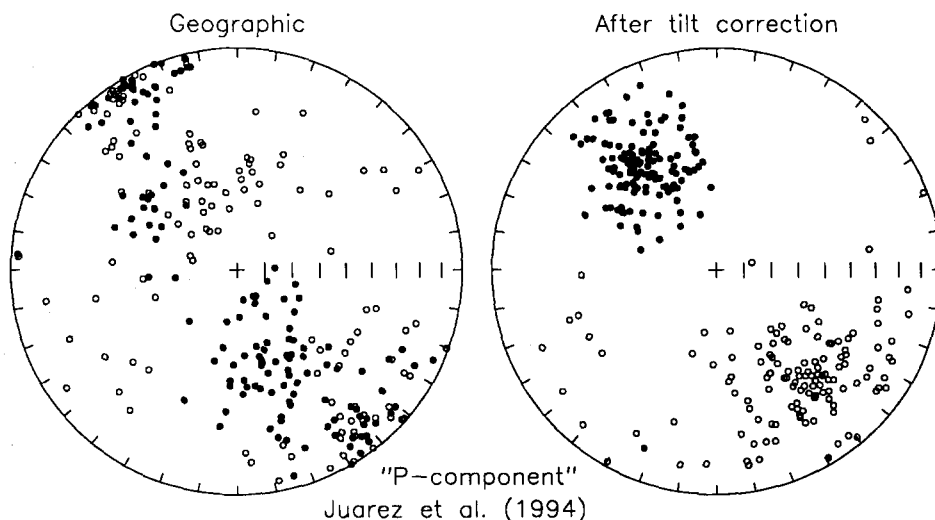 Geographic
After tilt correction
"P-component"
Juarez et al. (1994)